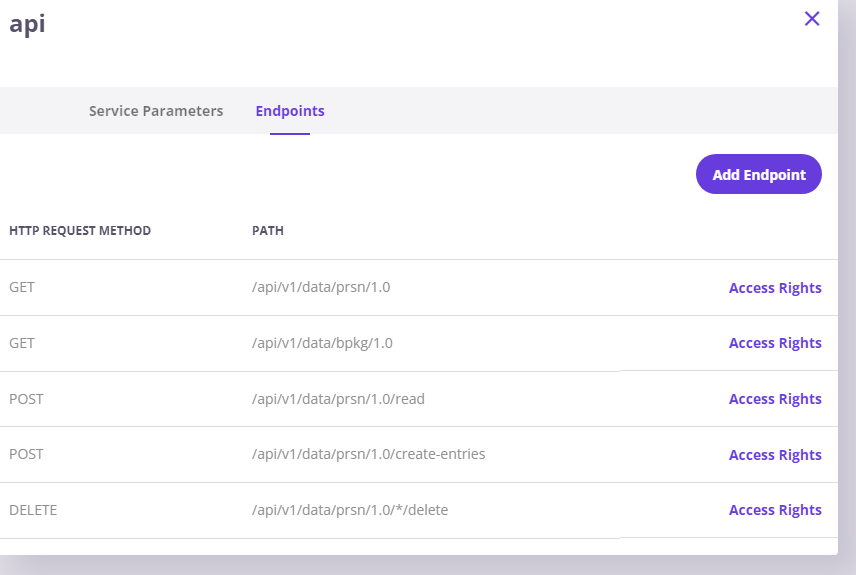 api
Service Parameters Endpoints
Add Endpoint
HTTP REQUEST METHOD PATH
GET /api/v1/data/prsn/1.0 Access Rights
GET /api/v1/data/bpkg/1.0 Access Rights
POST /api/v1/data/prsn/1.0/read Access Rights
POST /api/v1/data/prsn/1.0/create-entries Access Rights
DELETE /api/v1/data/prsn/1.0/*/delete Access Rights